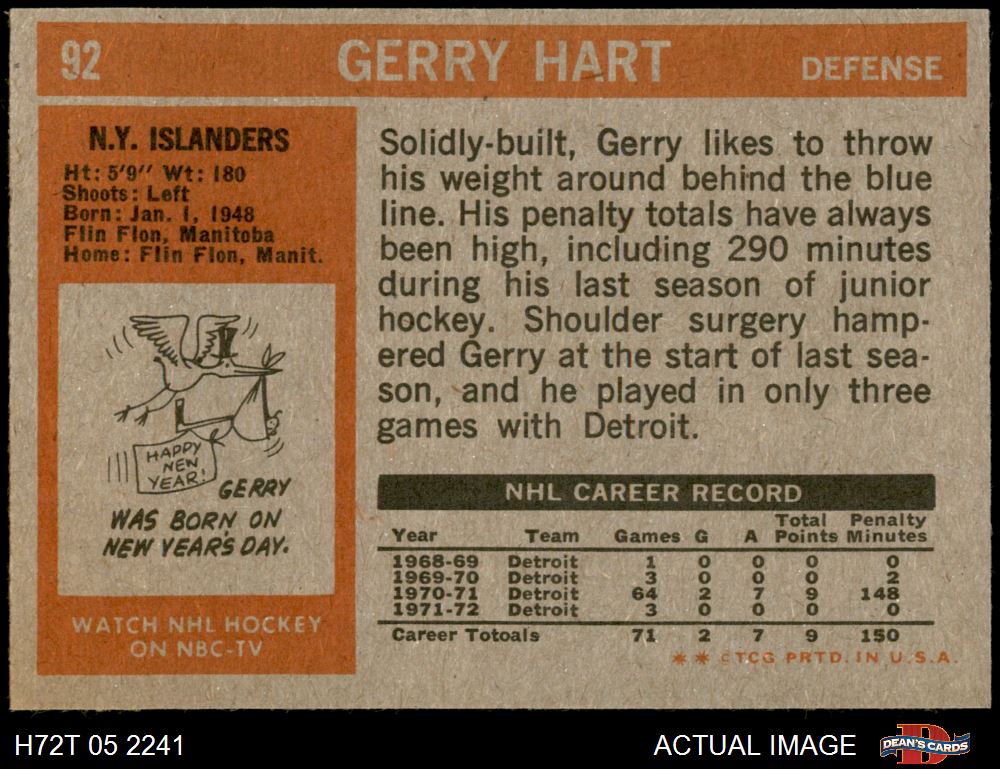 92 GERRY HART DEFENSE
N.Y. ISLANDERS
Ht: 5'9" Wt: 180
Shoots: Left
Born: Jan. 1, 1948
Flin Flon, Manitoba
Home: Flin Flon, Manit.
HAPPY
NEW
YEAR!
GERRY
WAS BORN ON
NEW YEAR'S DAY.
WATCH NHL HOCKEY
ON NBC-TV
Solidly-built, Gerry likes to throw
his weight around behind the blue
line. His penalty totals have always
been high, including 290 minutes
during his last season of junior
hockey. Shoulder surgery hamp-
ered Gerry at the start of last sea-
son, and he played in only three
games with Detroit.
NHL CAREER RECORD
Year Team Games G A Total Points Penalty Minutes
1968-69 Detroit 1 0 0 0 0
1969-70 Detroit 3 0 0 0 2
1970-71 Detroit 64 2 7 9 148
1971-72 Detroit 3 0 0 0 0
Career Totoals 71 2 7 9 150
** ©TCG PRTD. IN U.S.A.
H72T 05 2241 ACTUAL IMAGE DEAN'S CARDS